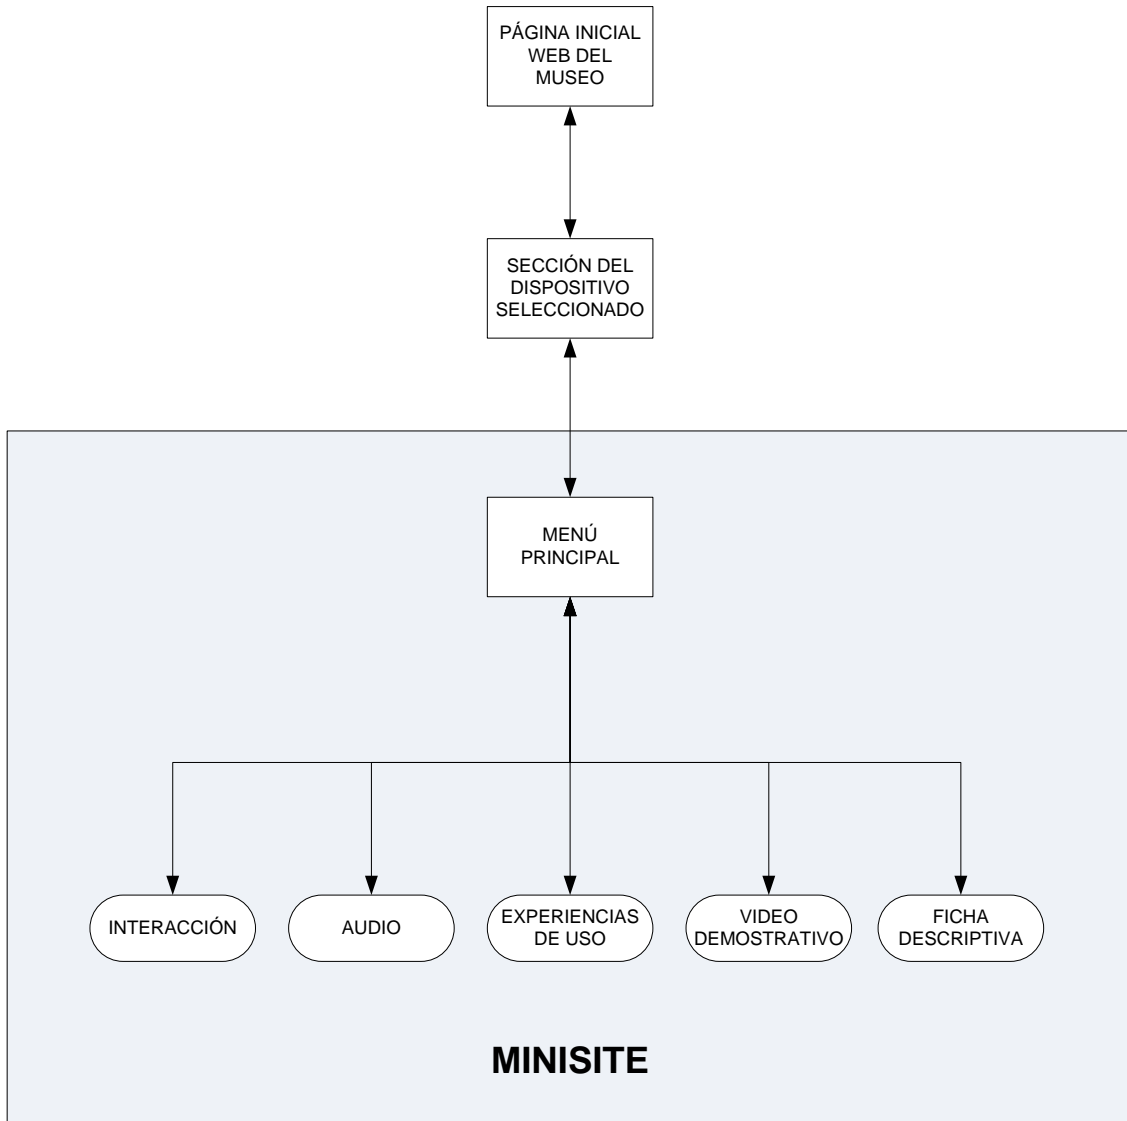 PÁGINA INICIAL
WEB DEL
MUSEO
SECCIÓN DEL
DISPOSITIVO
SELECCIONADO
MENÚ
PRINCIPAL
INTERACCIÓN
AUDIO
EXPERIENCIAS
DE USO
VIDEO
DEMOSTRATIVO
FICHA
DESCRIPTIVA
MINISITE